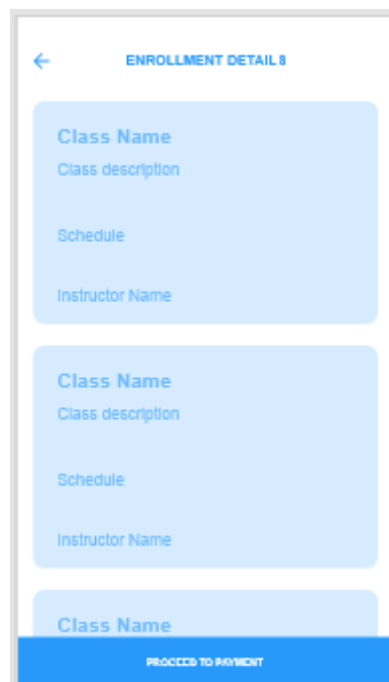 ENROLLMENT DETAILS
Class Name
Class description
Schedule
Instructor Name
Class Name
Class description
Schedule
Instructor Name
Class Name
PROCEED TO PAYMENT